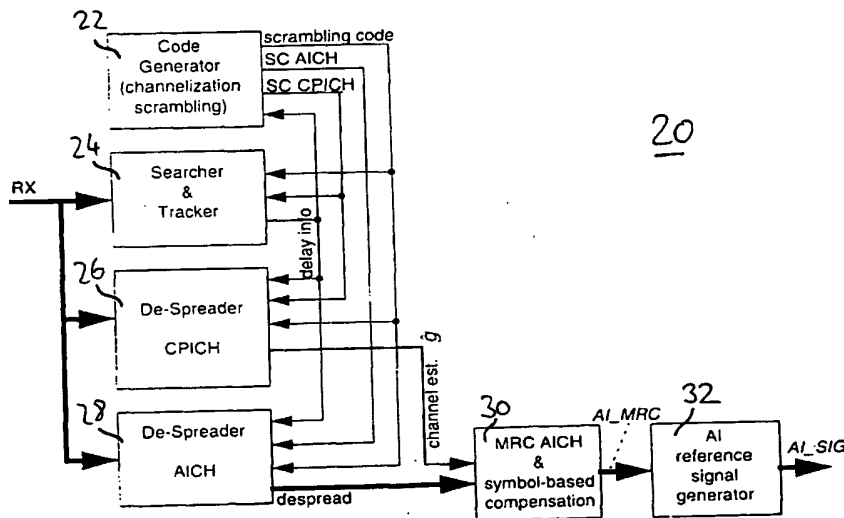 22
Code
Generator
(channelization
scrambling)
scrambling code
SC AICH
SC CPICH
20
24
Searcher
&
Tracker
RX
delay info
26
De-Spreader
CPICH
channel est. ĝ
28
De-Spreader
AICH
despread
30
MRC AICH
&
symbol-based
compensation
AI_MRC
32
AI
reference
signal
generator
AI_SIG